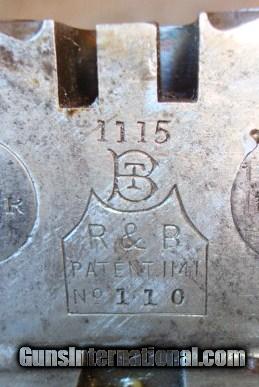 1115
BT
R & B
PATENT 1141
No 110
R
GunsInternational.com